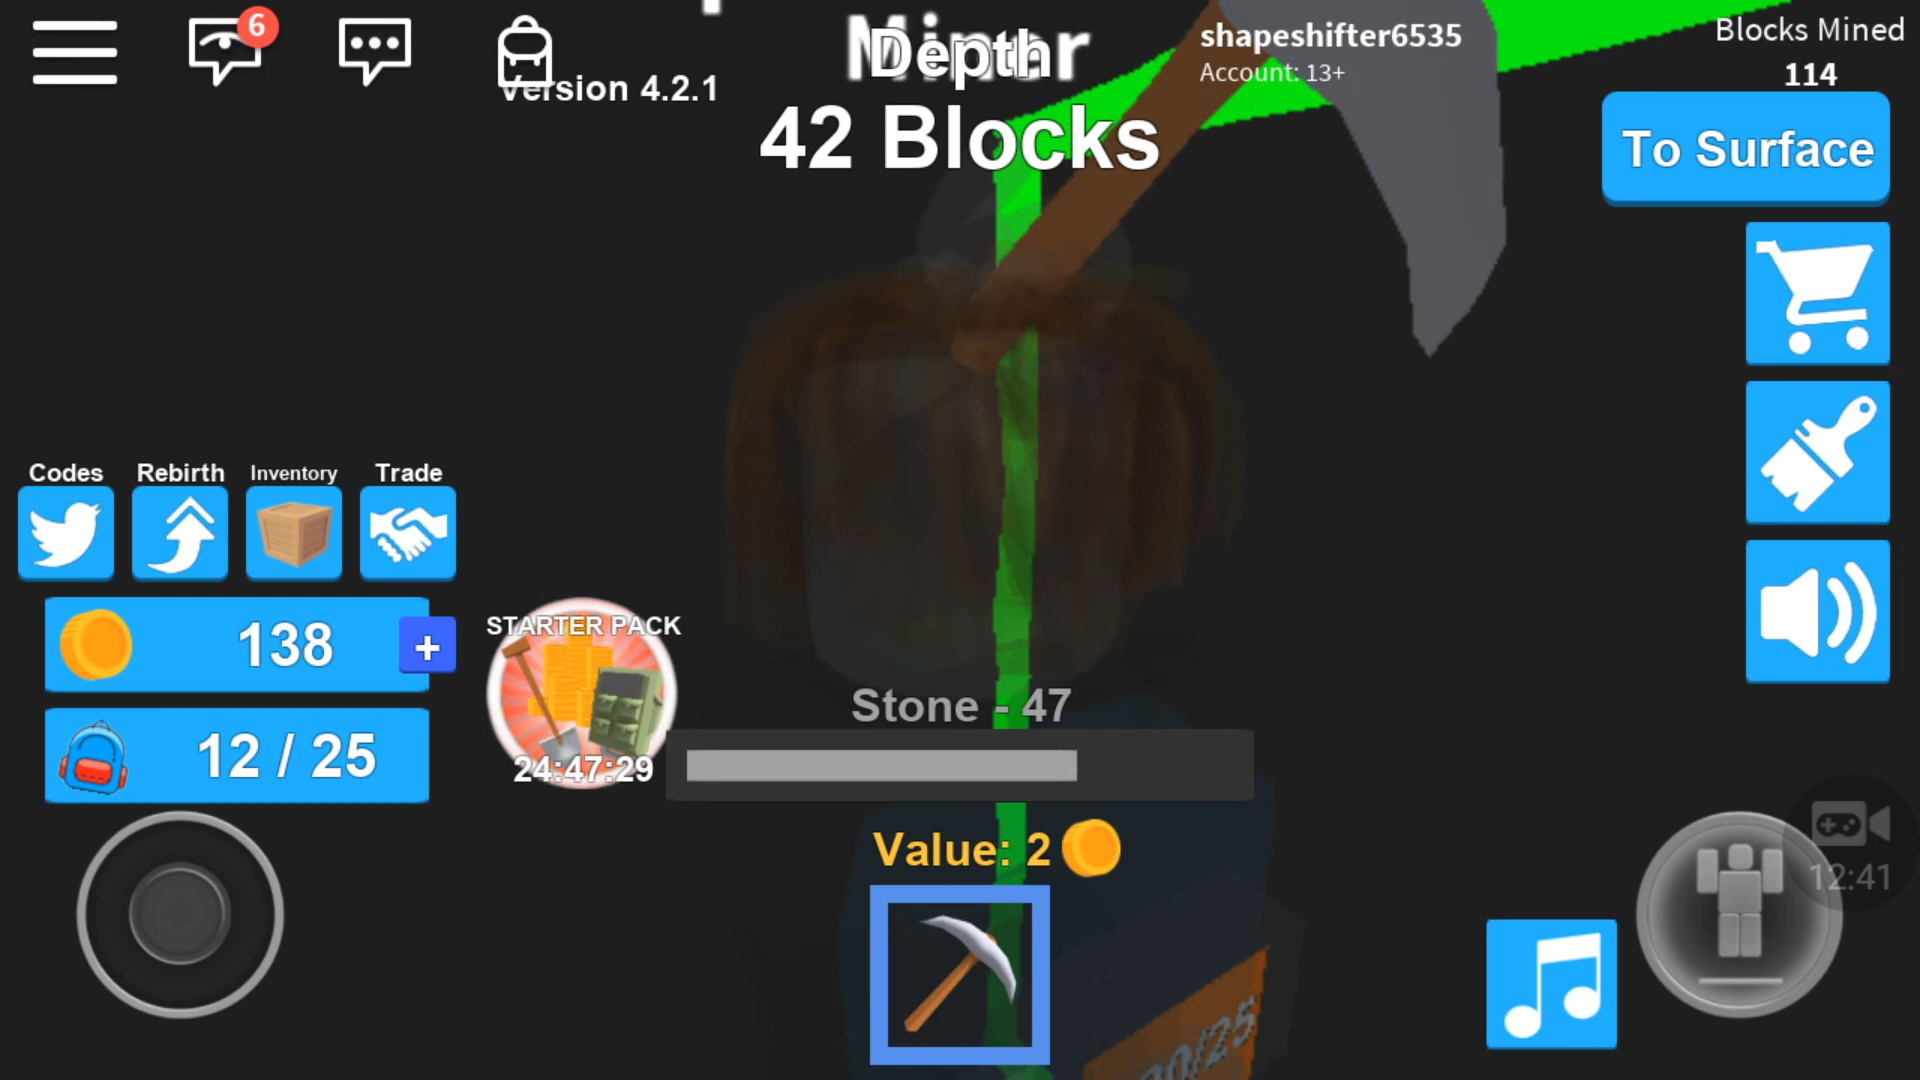 6
Version 4.2.1
Miner
Depth
42 Blocks
shapeshifter6535
Account: 13+
Blocks Mined
114
To Surface
Codes
Rebirth
Inventory
Trade
138
+
12 / 25
STARTER PACK
24:47:29
Stone - 47
Value: 2
12:41